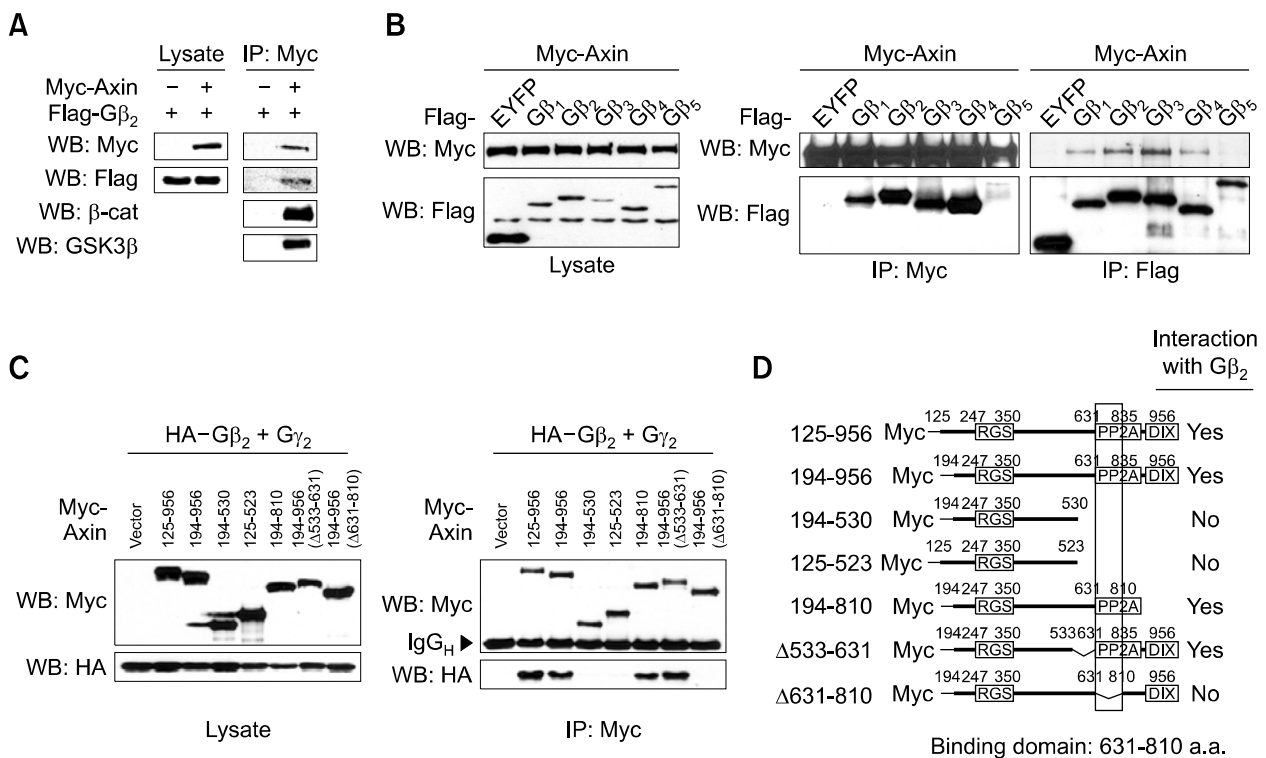 A
Lysate IP: Myc
Myc-Axin − + − +
Flag-Gβ2 + + + +
WB: Myc
WB: Flag
WB: β-cat
WB: GSK3β
B
Myc-Axin Myc-Axin Myc-Axin
Flag- EYFP Gβ1 Gβ2 Gβ3 Gβ4 Gβ5 Flag- EYFP Gβ1 Gβ2 Gβ3 Gβ4 Gβ5 EYFP Gβ1 Gβ2 Gβ3 Gβ4 Gβ5
WB: Myc WB: Myc
WB: Flag WB: Flag
Lysate IP: Myc IP: Flag
C
HA−Gβ2 + Gγ2 HA−Gβ2 + Gγ2
Myc-Axin Vector 125-956 194-956 194-530 125-523 194-810 194-956 (Δ533-631) 194-956 (Δ631-810)
Myc-Axin Vector 125-956 194-956 194-530 125-523 194-810 194-956 (Δ533-631) 194-956 (Δ631-810)
WB: Myc WB: Myc
IgGH ▶
WB: HA WB: HA
Lysate IP: Myc
D
Interaction
with Gβ2
125 247 350 631 835 956
125-956 Myc RGS PP2A DIX Yes
194 247 350 631 835 956
194-956 Myc RGS PP2A DIX Yes
194 247 350 530
194-530 Myc RGS No
125 247 350 523
125-523 Myc RGS No
194 247 350 631 810
194-810 Myc RGS PP2A Yes
194 247 350 533 631 835 956
Δ533-631 Myc RGS PP2A DIX Yes
194 247 350 631 810 956
Δ631-810 Myc RGS DIX No
Binding domain: 631-810 a.a.